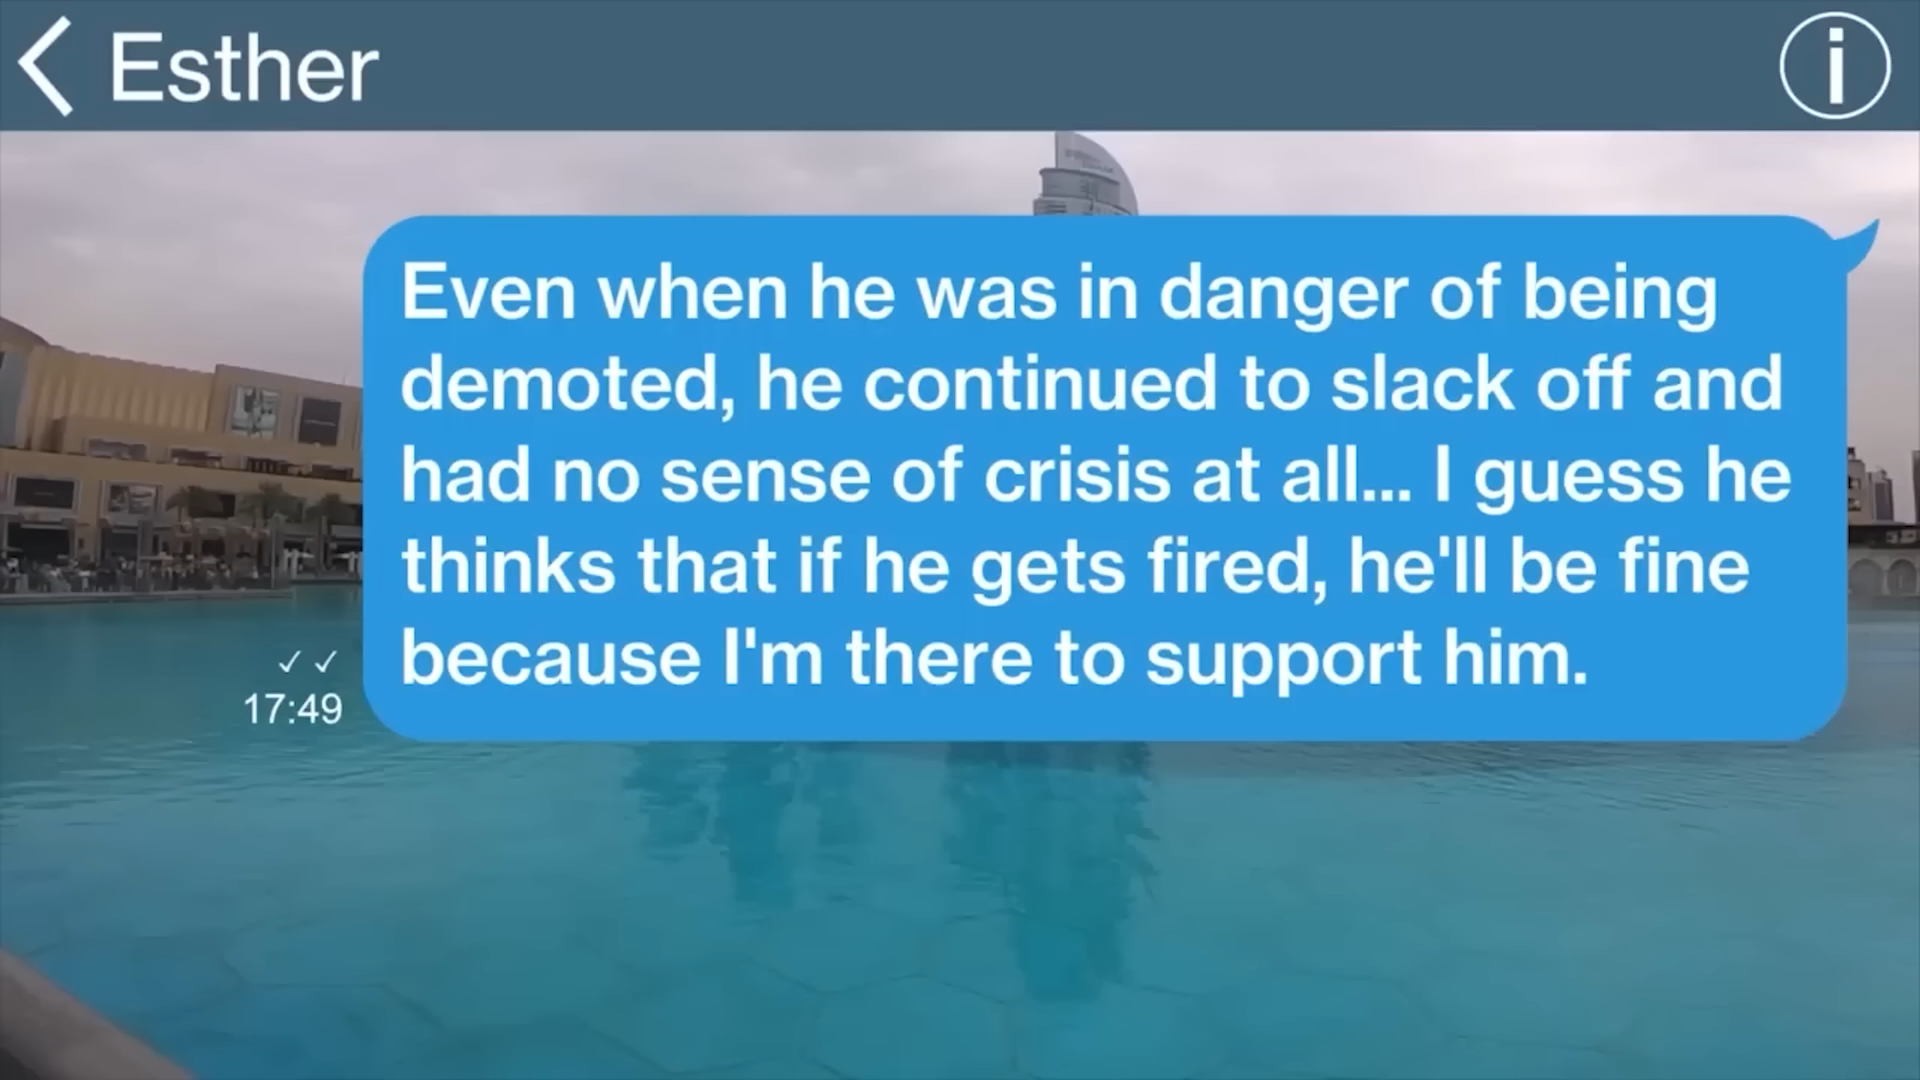 Esther
Even when he was in danger of being
demoted, he continued to slack off and
had no sense of crisis at all... I guess he
thinks that if he gets fired, he'll be fine
because I'm there to support him.
✓ ✓
17:49